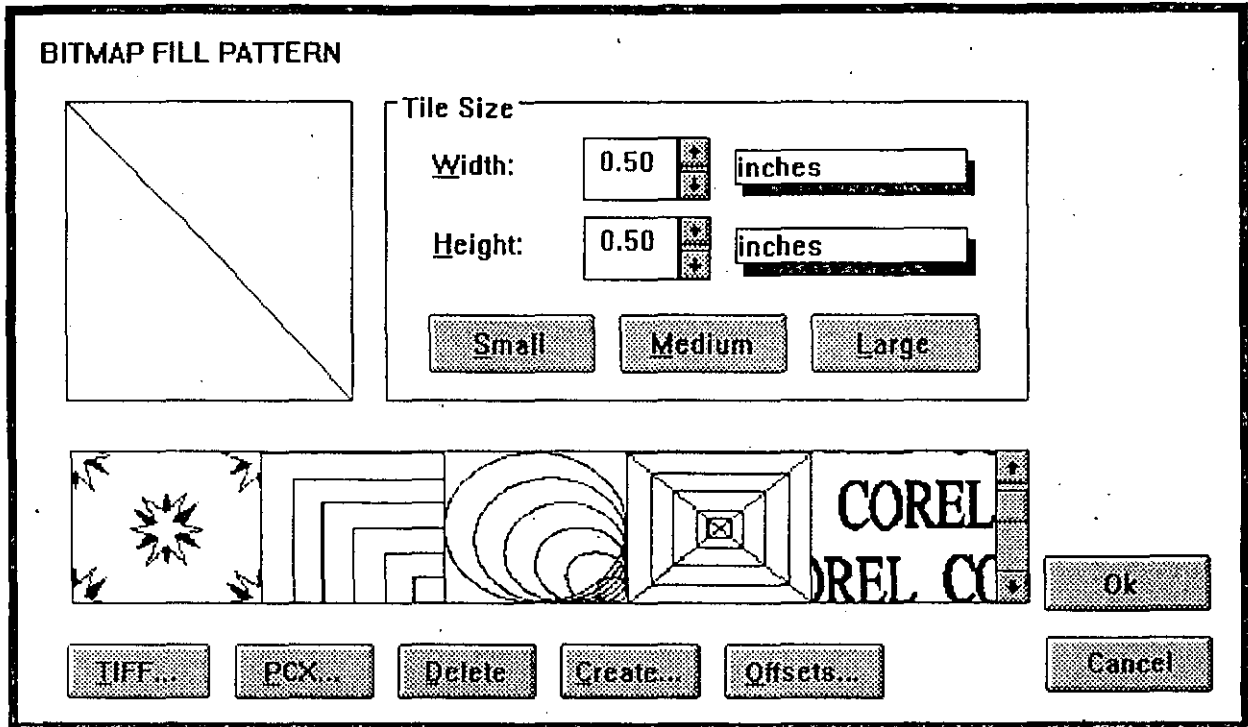 BITMAP FILL PATTERN
Tile Size
Width: 0.50 inches
Height: 0.50 inches
Small Medium Large
COREL
OREL CO
Ok
TIFF... PCX... Delete Create... Offsets...
Cancel